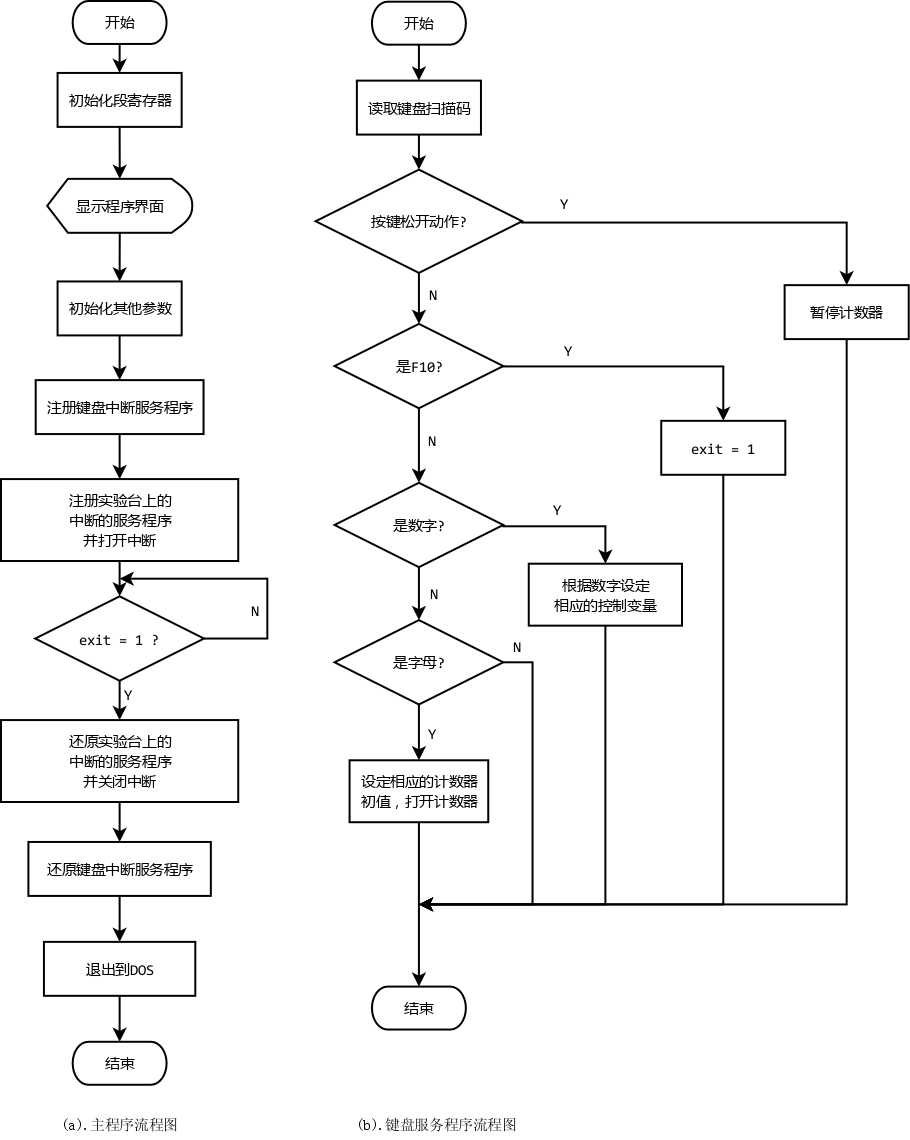 开始
初始化段寄存器
显示程序界面
初始化其他参数
注册键盘中断服务程序
注册实验台上的
中断的服务程序
并打开中断
N
exit = 1 ?
Y
还原实验台上的
中断的服务程序
并关闭中断
还原键盘中断服务程序
退出到DOS
结束
(a).主程序流程图
开始
读取键盘扫描码
按键松开动作?
Y
N
暂停计数器
是F10?
Y
N
exit = 1
是数字?
Y
N
根据数字设定
相应的控制变量
是字母?
N
Y
设定相应的计数器
初值，打开计数器
结束
(b).键盘服务程序流程图